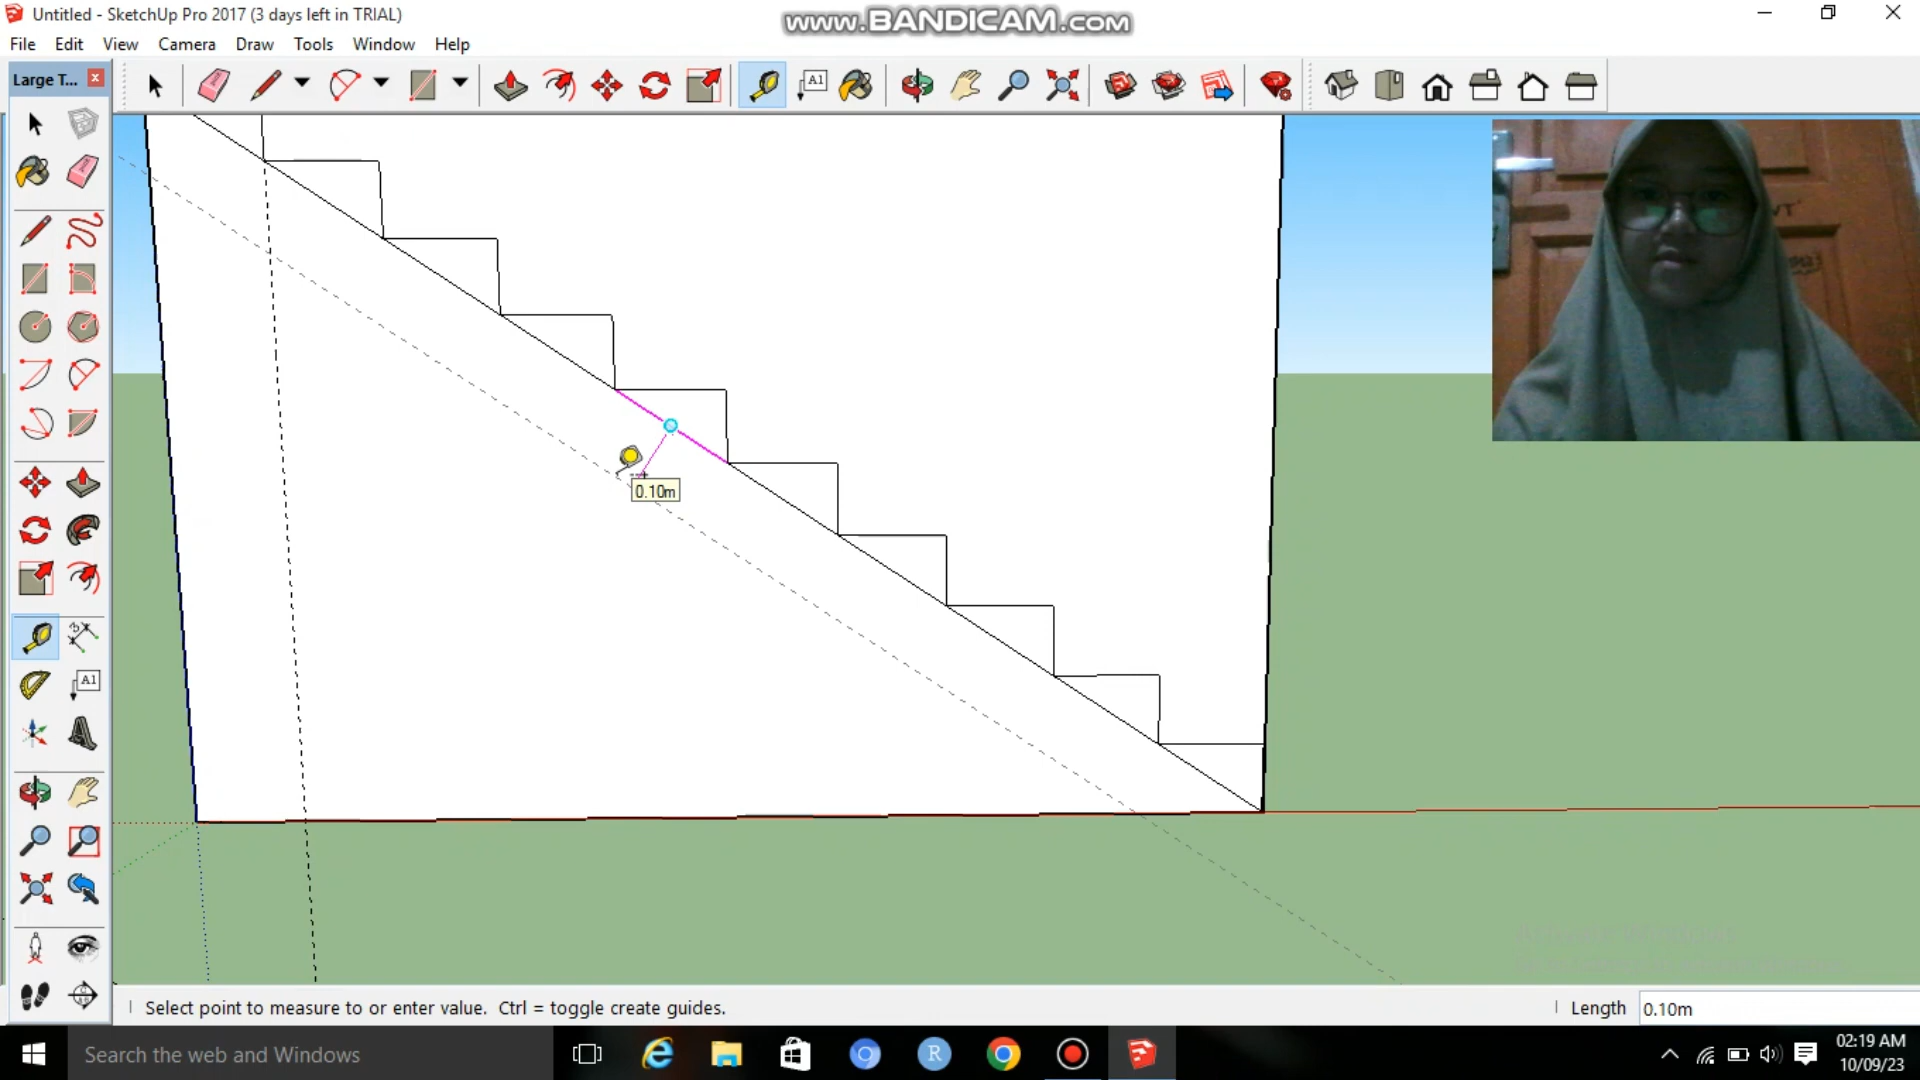 Untitled - SketchUp Pro 2017 (3 days left in TRIAL)
www.BANDICAM.com
File Edit View Camera Draw Tools Window Help
Large T...
A1
A1
0.10m
Select point to measure to or enter value. Ctrl = toggle create guides.
Length 0.10m
Search the web and Windows
R
02:19 AM
10/09/23